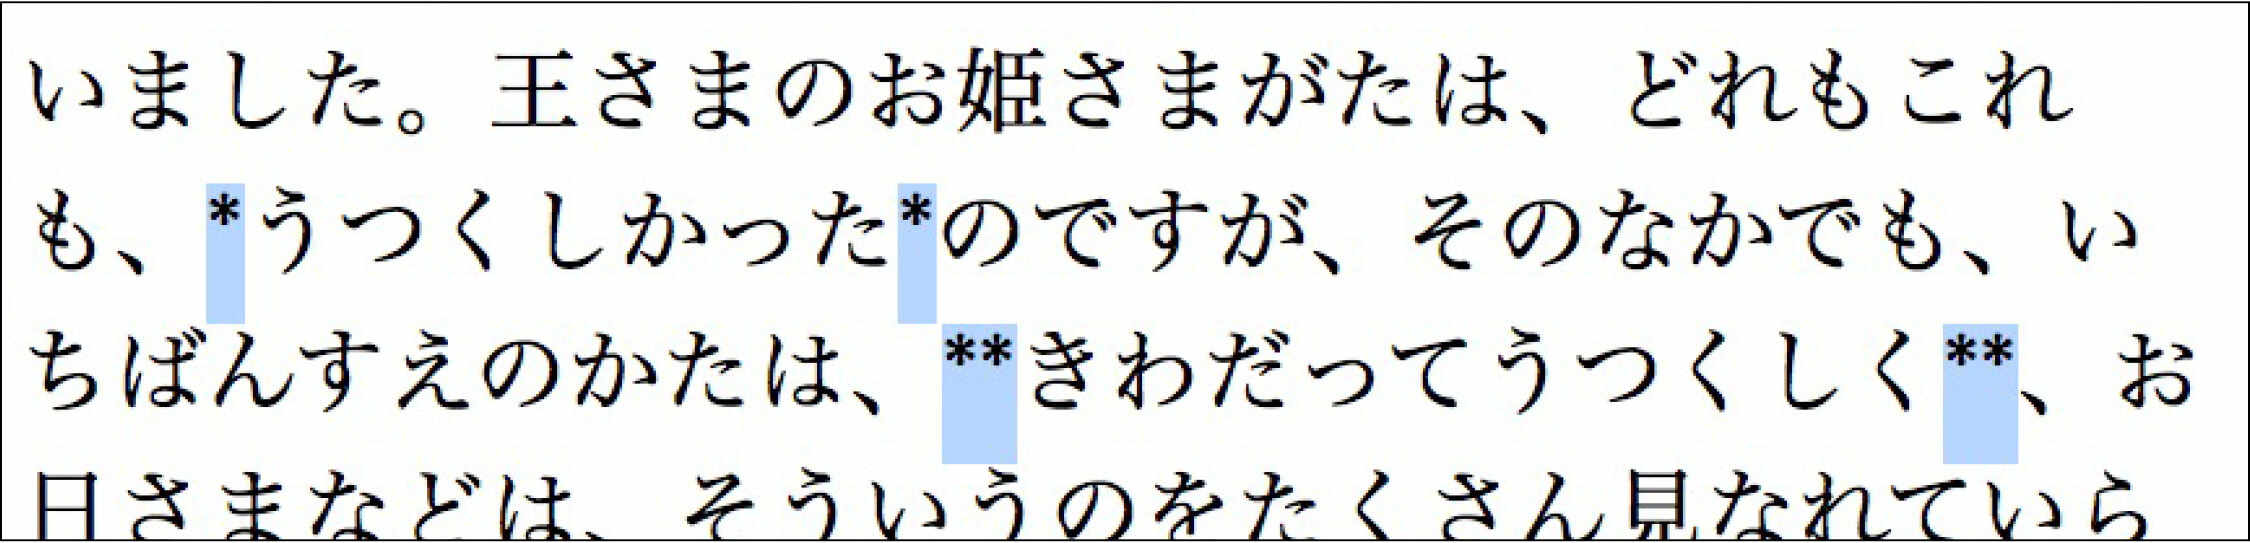 いました。王さまのお姫さまがたは、どれもこれ
も、*うつくしかった*のですが、そのなかでも、い
ちばんすえのかたは、**きわだってうつくしく**、お
日さまなどは、そういうのをたくさん見なれていら